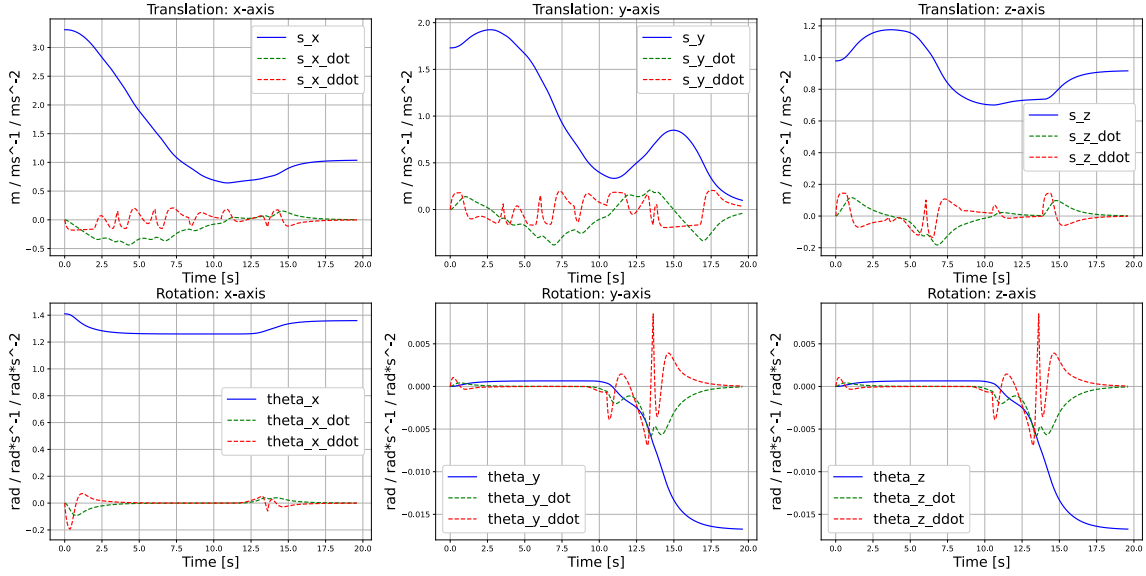 Translation: x-axis
m / ms^-1 / ms^-2
3.0
2.5
2.0
1.5
1.0
0.5
0.0
−0.5
s_x
s_x_dot
s_x_ddot
0.0 2.5 5.0 7.5 10.0 12.5 15.0 17.5 20.0
Time [s]
Translation: y-axis
m / ms^-1 / ms^-2
2.0
1.5
1.0
0.5
0.0
s_y
s_y_dot
s_y_ddot
0.0 2.5 5.0 7.5 10.0 12.5 15.0 17.5 20.0
Time [s]
Translation: z-axis
m / ms^-1 / ms^-2
1.2
1.0
0.8
0.6
0.4
0.2
0.0
−0.2
s_z
s_z_dot
s_z_ddot
0.0 2.5 5.0 7.5 10.0 12.5 15.0 17.5 20.0
Time [s]
Rotation: x-axis
rad / rad*s^-1 / rad*s^-2
1.4
1.2
1.0
0.8
0.6
0.4
0.2
0.0
−0.2
theta_x
theta_x_dot
theta_x_ddot
0.0 2.5 5.0 7.5 10.0 12.5 15.0 17.5 20.0
Time [s]
Rotation: y-axis
rad / rad*s^-1 / rad*s^-2
0.005
0.000
−0.005
−0.010
−0.015
theta_y
theta_y_dot
theta_y_ddot
0.0 2.5 5.0 7.5 10.0 12.5 15.0 17.5 20.0
Time [s]
Rotation: z-axis
rad / rad*s^-1 / rad*s^-2
0.005
0.000
−0.005
−0.010
−0.015
theta_z
theta_z_dot
theta_z_ddot
0.0 2.5 5.0 7.5 10.0 12.5 15.0 17.5 20.0
Time [s]